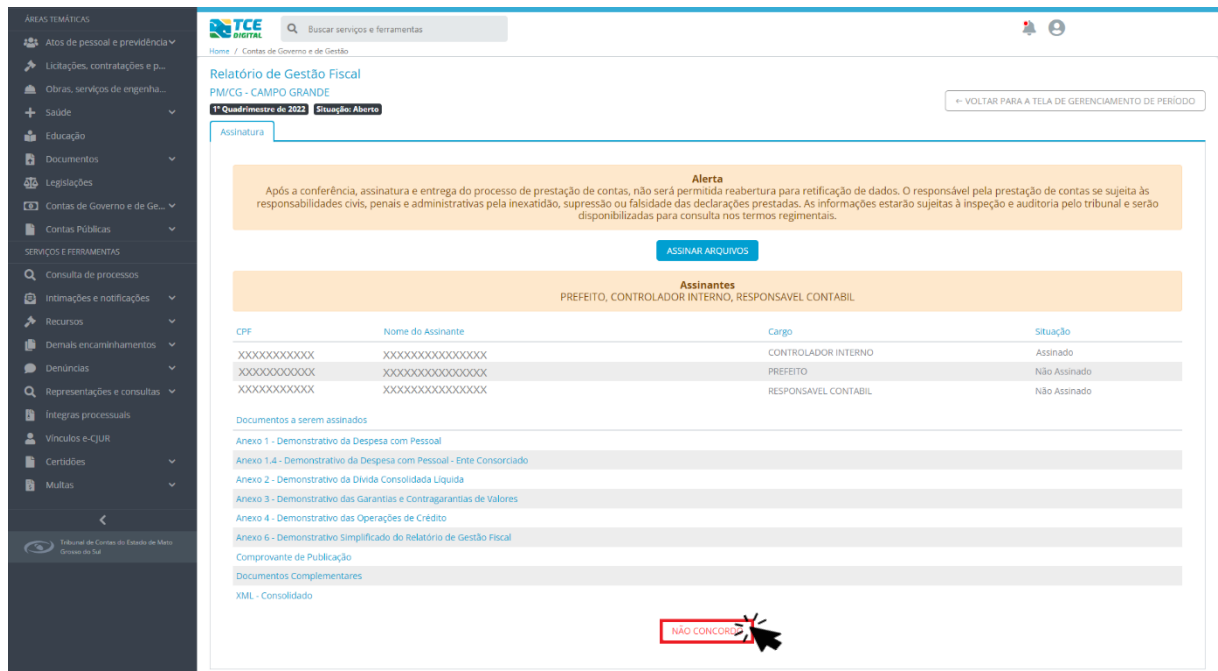 ÁREAS TEMÁTICAS
Atos de pessoal e previdência
Licitações, contratações e p...
Obras, serviços de engenha...
Saúde
Educação
Documentos
Legislações
Contas de Governo e de Ge...
Contas Públicas
SERVIÇOS E FERRAMENTAS
Consulta de processos
Intimações e notificações
Recursos
Demais encaminhamentos
Denúncias
Representações e consultas
Íntegras processuais
Vínculos e-CJUR
Certidões
Multas
Tribunal de Contas do Estado de Mato
Grosso do Sul
TCE
DIGITAL
Buscar serviços e ferramentas
Home / Contas de Governo e de Gestão
Relatório de Gestão Fiscal
PM/CG - CAMPO GRANDE
1º Quadrimestre de 2022 Situação: Aberto
← VOLTAR PARA A TELA DE GERENCIAMENTO DE PERÍODO
Assinatura
Alerta
Após a conferência, assinatura e entrega do processo de prestação de contas, não será permitida reabertura para retificação de dados. O responsável pela prestação de contas se sujeita às
responsabilidades civis, penais e administrativas pela inexatidão, supressão ou falsidade das declarações prestadas. As informações estarão sujeitas à inspeção e auditoria pelo tribunal e serão
disponibilizadas para consulta nos termos regimentais.
ASSINAR ARQUIVOS
Assinantes
PREFEITO, CONTROLADOR INTERNO, RESPONSAVEL CONTABIL
CPF Nome do Assinante Cargo Situação
XXXXXXXXXXX XXXXXXXXXXXXXXX CONTROLADOR INTERNO Assinado
XXXXXXXXXXX XXXXXXXXXXXXXXX PREFEITO Não Assinado
XXXXXXXXXXX XXXXXXXXXXXXXXX RESPONSAVEL CONTABIL Não Assinado
Documentos a serem assinados
Anexo 1 - Demonstrativo da Despesa com Pessoal
Anexo 1.4 - Demonstrativo da Despesa com Pessoal - Ente Consorciado
Anexo 2 - Demonstrativo da Dívida Consolidada Líquida
Anexo 3 - Demonstrativo das Garantias e Contragarantias de Valores
Anexo 4 - Demonstrativo das Operações de Crédito
Anexo 6 - Demonstrativo Simplificado do Relatório de Gestão Fiscal
Comprovante de Publicação
Documentos Complementares
XML - Consolidado
NÃO CONCORDO